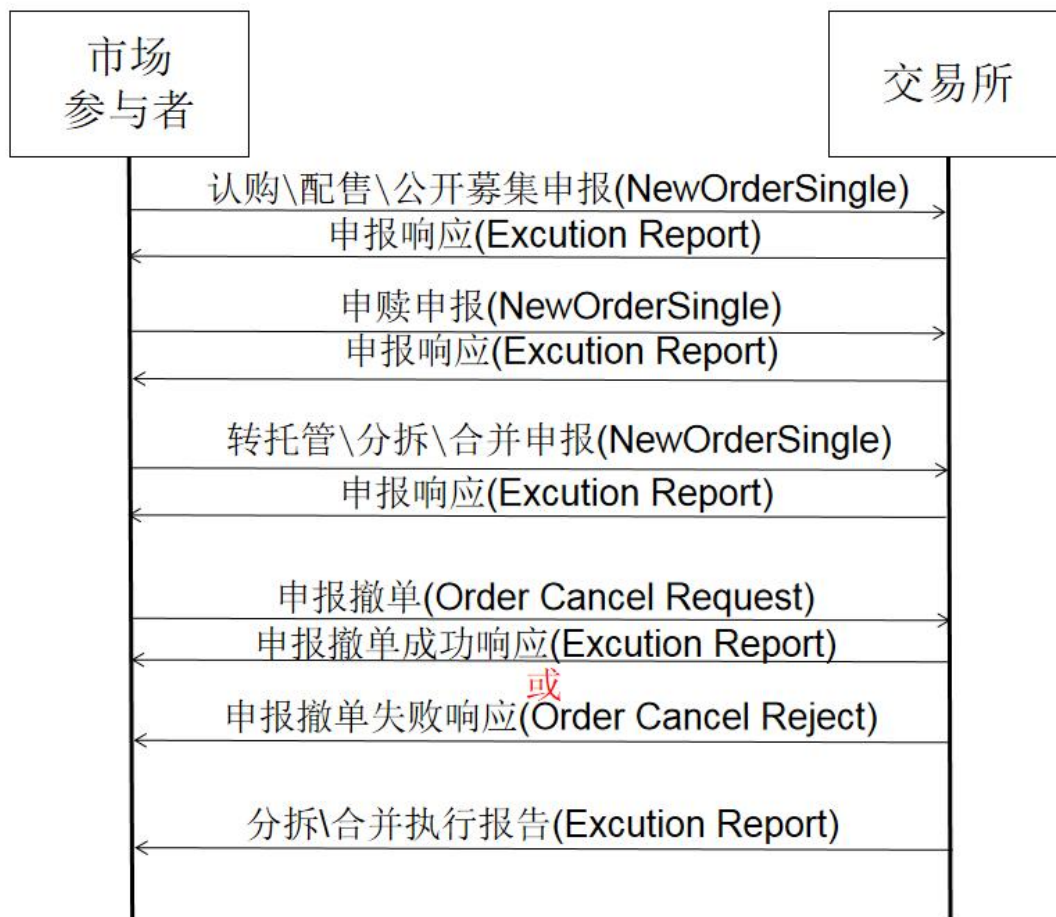 市场
参与者
交易所
认购\配售\公开募集申报(NewOrderSingle)
申报响应(Excution Report)
申赎申报(NewOrderSingle)
申报响应(Excution Report)
转托管\分拆\合并申报(NewOrderSingle)
申报响应(Excution Report)
申报撤单(Order Cancel Request)
申报撤单成功响应(Excution Report)
或
申报撤单失败响应(Order Cancel Reject)
分拆\合并执行报告(Excution Report)